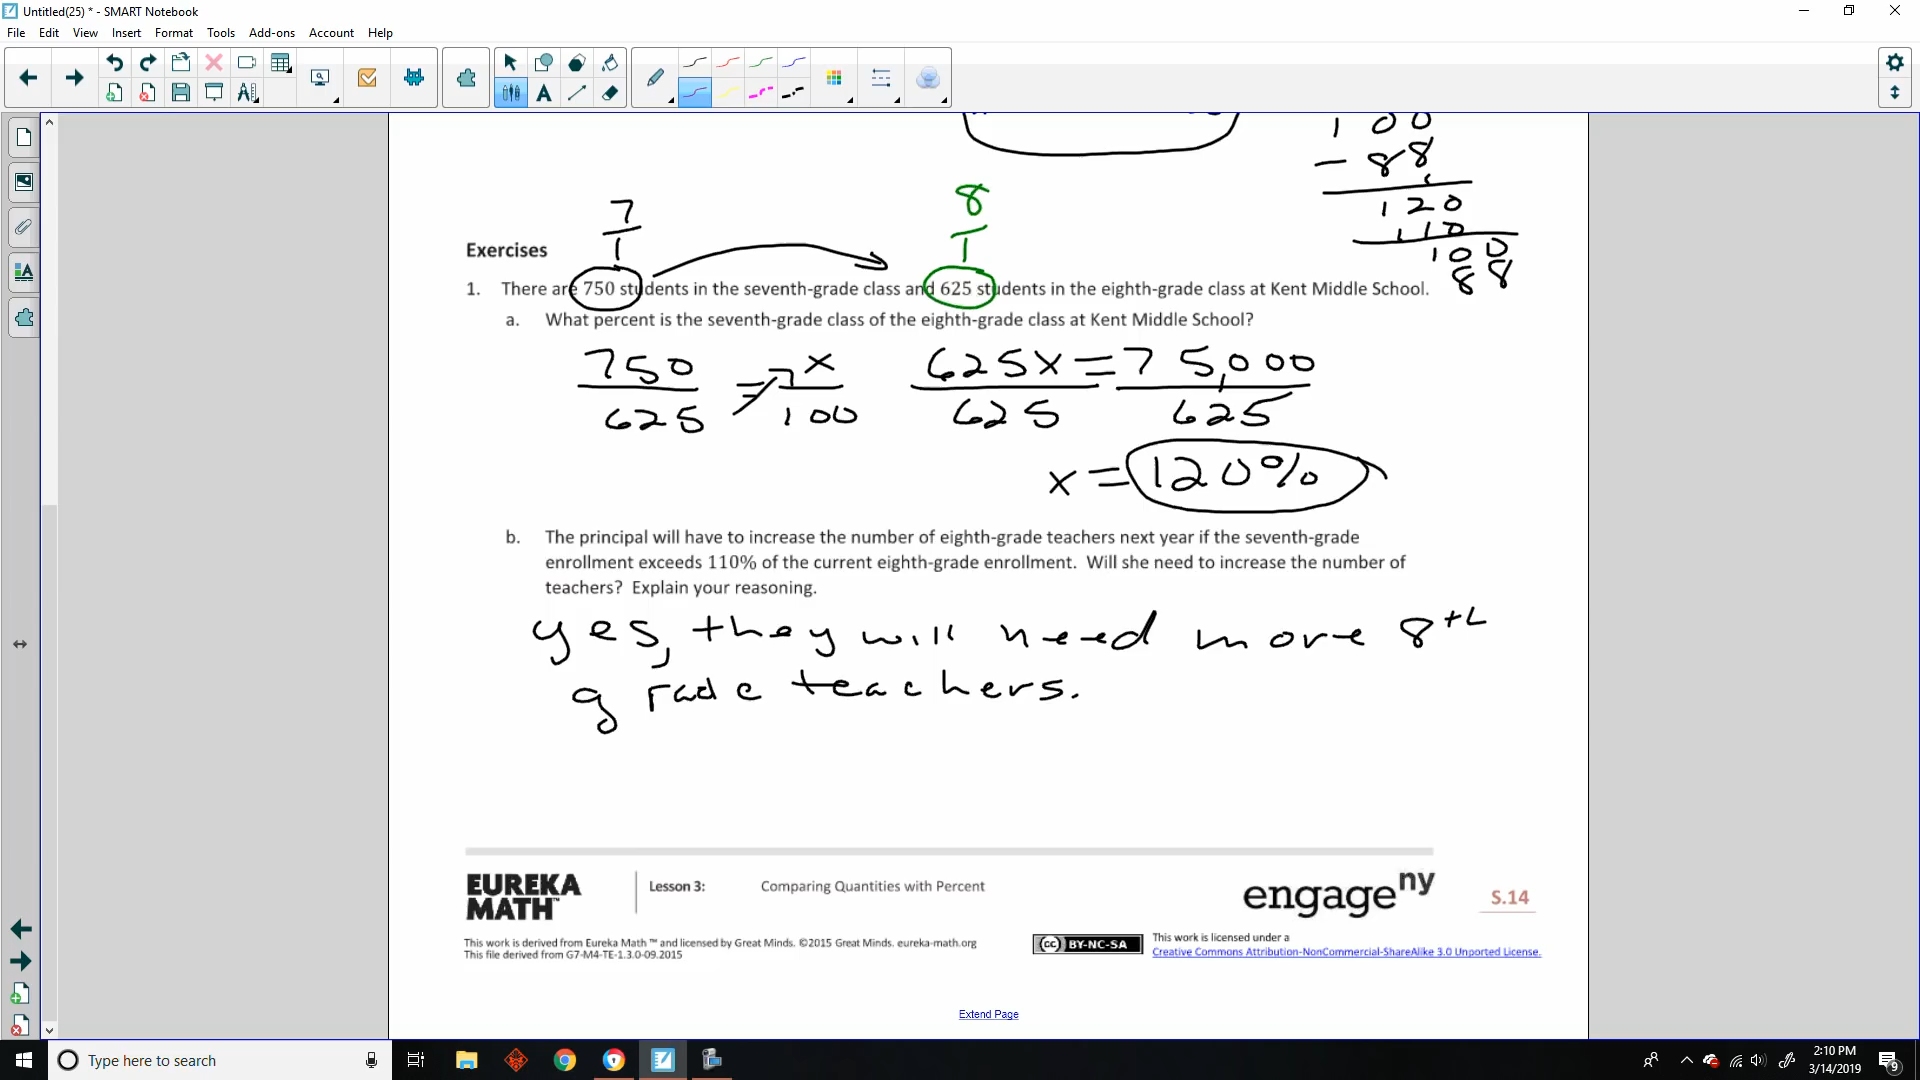 Untitled(25) * - SMART Notebook
File Edit View Insert Format Tools Add-ons Account Help
100
- 88
120
110
100
88
7
1
8
1
Exercises
1. There are 750 students in the seventh-grade class and 625 students in the eighth-grade class at Kent Middle School.
a. What percent is the seventh-grade class of the eighth-grade class at Kent Middle School?
750 = x 625x = 75,000
625 100 625 625
x = 120%
b. The principal will have to increase the number of eighth-grade teachers next year if the seventh-grade
enrollment exceeds 110% of the current eighth-grade enrollment. Will she need to increase the number of
teachers? Explain your reasoning.
yes, they will need more 8th
grade teachers.
EUREKA
MATH™
Lesson 3: Comparing Quantities with Percent
engageny
S.14
This work is derived from Eureka Math ™ and licensed by Great Minds. ©2015 Great Minds. eureka-math.org
This file derived from G7-M4-TE-1.3.0-09.2015
cc BY-NC-SA
This work is licensed under a
Creative Commons Attribution-NonCommercial-ShareAlike 3.0 Unported License.
Extend Page
Type here to search
2:10 PM
3/14/2019
9